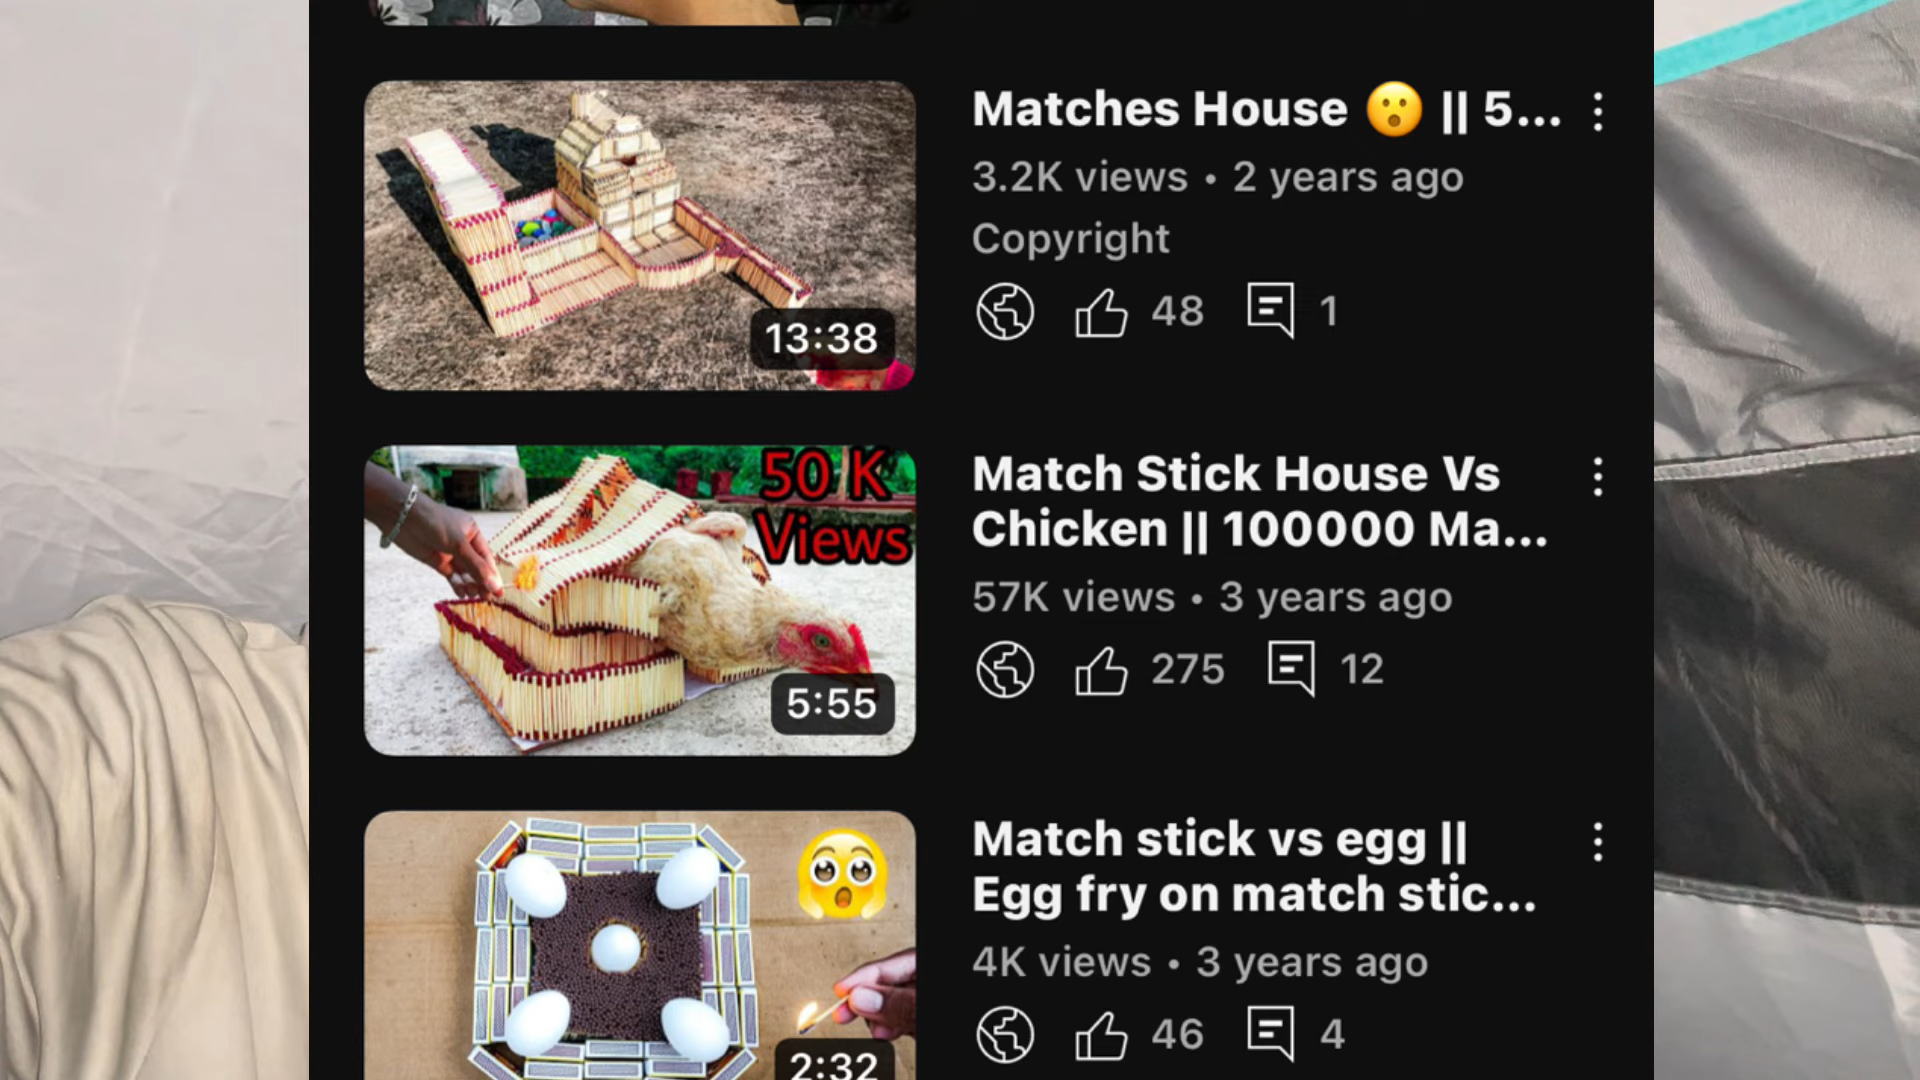 Matches House 😮 || 5...
3.2K views • 2 years ago
Copyright
48 1
13:38
50 K
Views
Match Stick House Vs
Chicken || 100000 Ma...
57K views • 3 years ago
275 12
5:55
Match stick vs egg ||
Egg fry on match stic...
4K views • 3 years ago
46 4
2:32